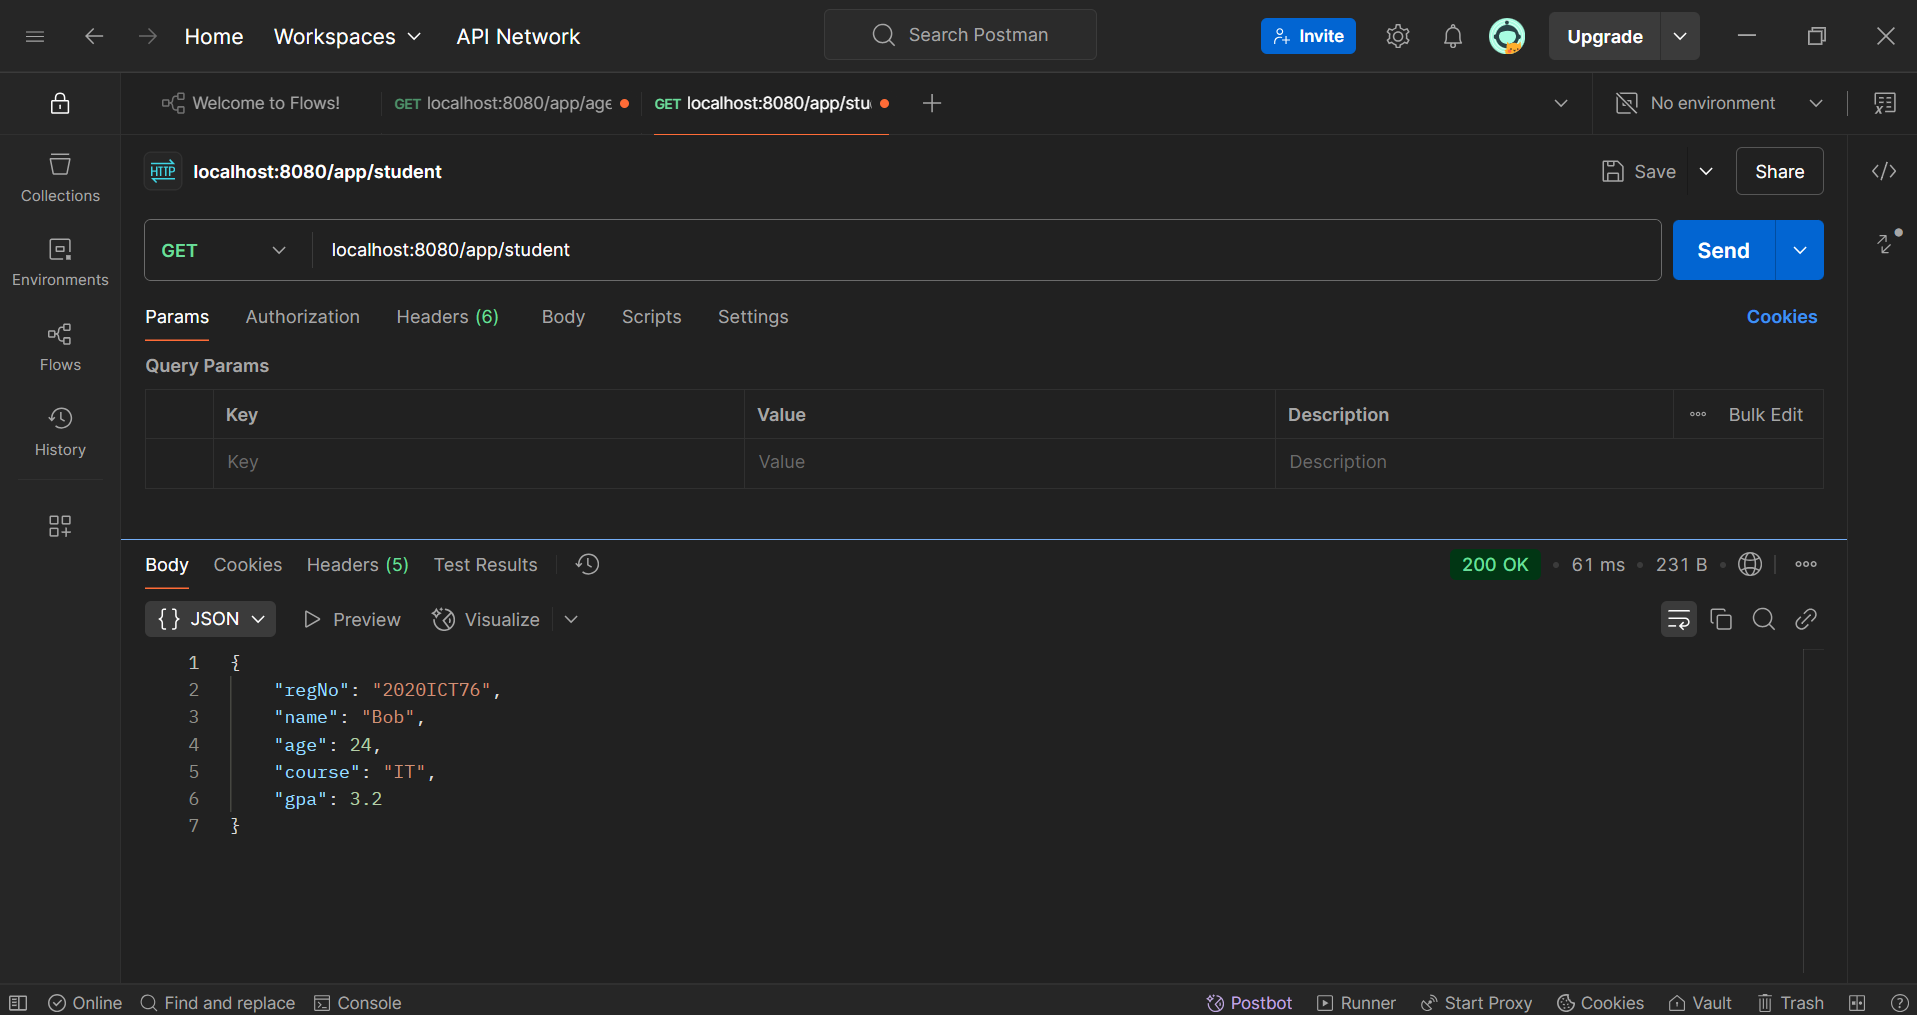 Home Workspaces API Network Search Postman Invite Upgrade
Welcome to Flows! GET localhost:8080/app/age GET localhost:8080/app/stu No environment
HTTP localhost:8080/app/student Save Share
Collections
GET localhost:8080/app/student Send
Environments
Params Authorization Headers (6) Body Scripts Settings Cookies
Flows
Query Params
Key Value Description Bulk Edit
History
Key Value Description
Body Cookies Headers (5) Test Results 200 OK • 61 ms • 231 B •
{} JSON Preview Visualize
1 {
2 "regNo": "2020ICT76",
3 "name": "Bob",
4 "age": 24,
5 "course": "IT",
6 "gpa": 3.2
7 }
Online Find and replace Console Postbot Runner Start Proxy Cookies Vault Trash